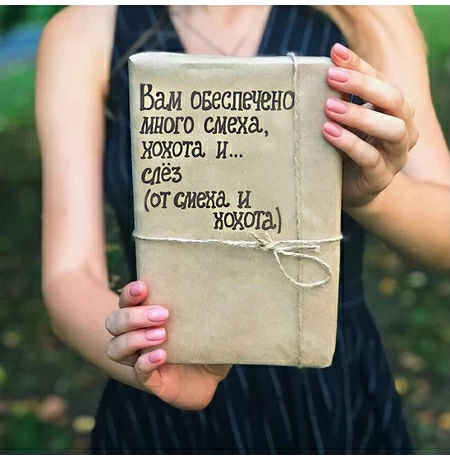 Вам обеспечено
много смеха,
хохота и...
слёз
(от смеха и
хохота)